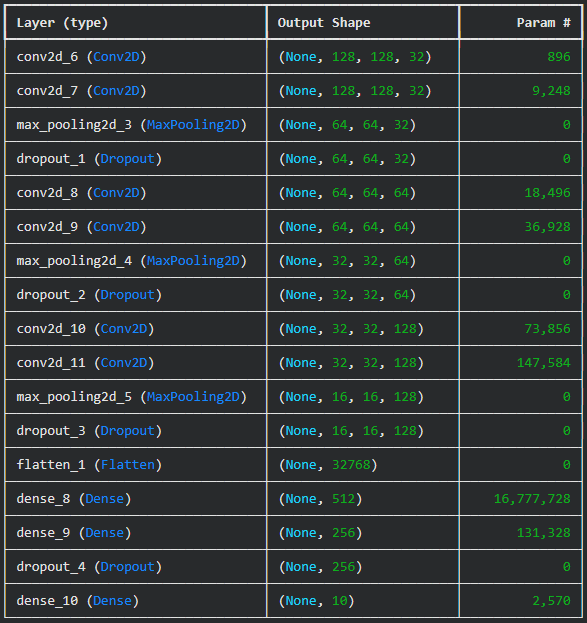 Layer (type) Output Shape Param #
conv2d_6 (Conv2D) (None, 128, 128, 32) 896
conv2d_7 (Conv2D) (None, 128, 128, 32) 9,248
max_pooling2d_3 (MaxPooling2D) (None, 64, 64, 32) 0
dropout_1 (Dropout) (None, 64, 64, 32) 0
conv2d_8 (Conv2D) (None, 64, 64, 64) 18,496
conv2d_9 (Conv2D) (None, 64, 64, 64) 36,928
max_pooling2d_4 (MaxPooling2D) (None, 32, 32, 64) 0
dropout_2 (Dropout) (None, 32, 32, 64) 0
conv2d_10 (Conv2D) (None, 32, 32, 128) 73,856
conv2d_11 (Conv2D) (None, 32, 32, 128) 147,584
max_pooling2d_5 (MaxPooling2D) (None, 16, 16, 128) 0
dropout_3 (Dropout) (None, 16, 16, 128) 0
flatten_1 (Flatten) (None, 32768) 0
dense_8 (Dense) (None, 512) 16,777,728
dense_9 (Dense) (None, 256) 131,328
dropout_4 (Dropout) (None, 256) 0
dense_10 (Dense) (None, 10) 2,570